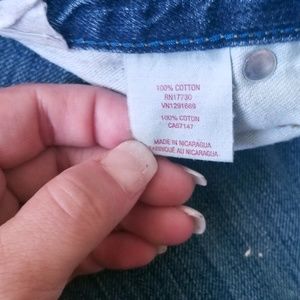 100% COTTON
RN17730
VN1291669
100% COTON
CA57147
MADE IN NICARAGUA
FABRIQUÉ AU NICARAGUA